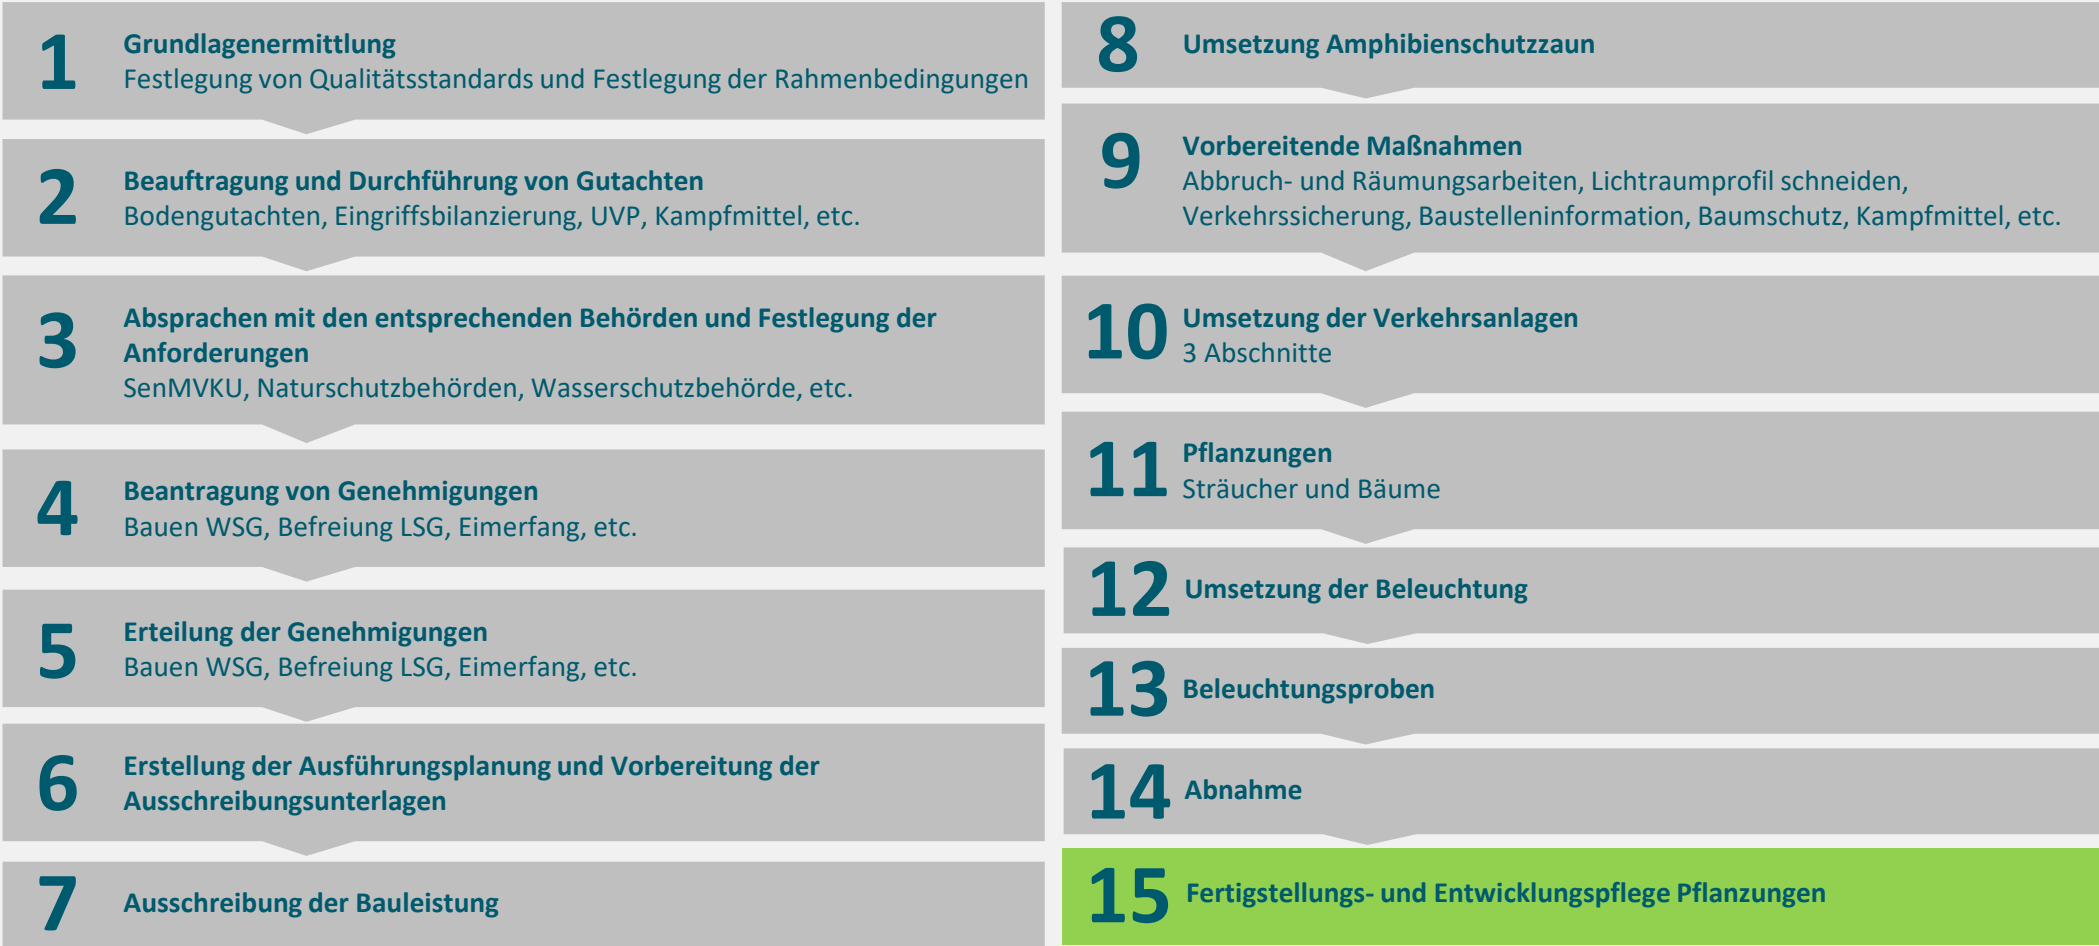 1
Grundlagenermittlung
Festlegung von Qualitätsstandards und Festlegung der Rahmenbedingungen
2
Beauftragung und Durchführung von Gutachten
Bodengutachten, Eingriffsbilanzierung, UVP, Kampfmittel, etc.
3
Absprachen mit den entsprechenden Behörden und Festlegung der
Anforderungen
SenMVKU, Naturschutzbehörden, Wasserschutzbehörde, etc.
4
Beantragung von Genehmigungen
Bauen WSG, Befreiung LSG, Eimerfang, etc.
5
Erteilung der Genehmigungen
Bauen WSG, Befreiung LSG, Eimerfang, etc.
6
Erstellung der Ausführungsplanung und Vorbereitung der
Ausschreibungsunterlagen
7
Ausschreibung der Bauleistung
8
Umsetzung Amphibienschutzzaun
9
Vorbereitende Maßnahmen
Abbruch- und Räumungsarbeiten, Lichtraumprofil schneiden,
Verkehrssicherung, Baustelleninformation, Baumschutz, Kampfmittel, etc.
10
Umsetzung der Verkehrsanlagen
3 Abschnitte
11
Pflanzungen
Sträucher und Bäume
12
Umsetzung der Beleuchtung
13
Beleuchtungsproben
14
Abnahme
15
Fertigstellungs- und Entwicklungspflege Pflanzungen